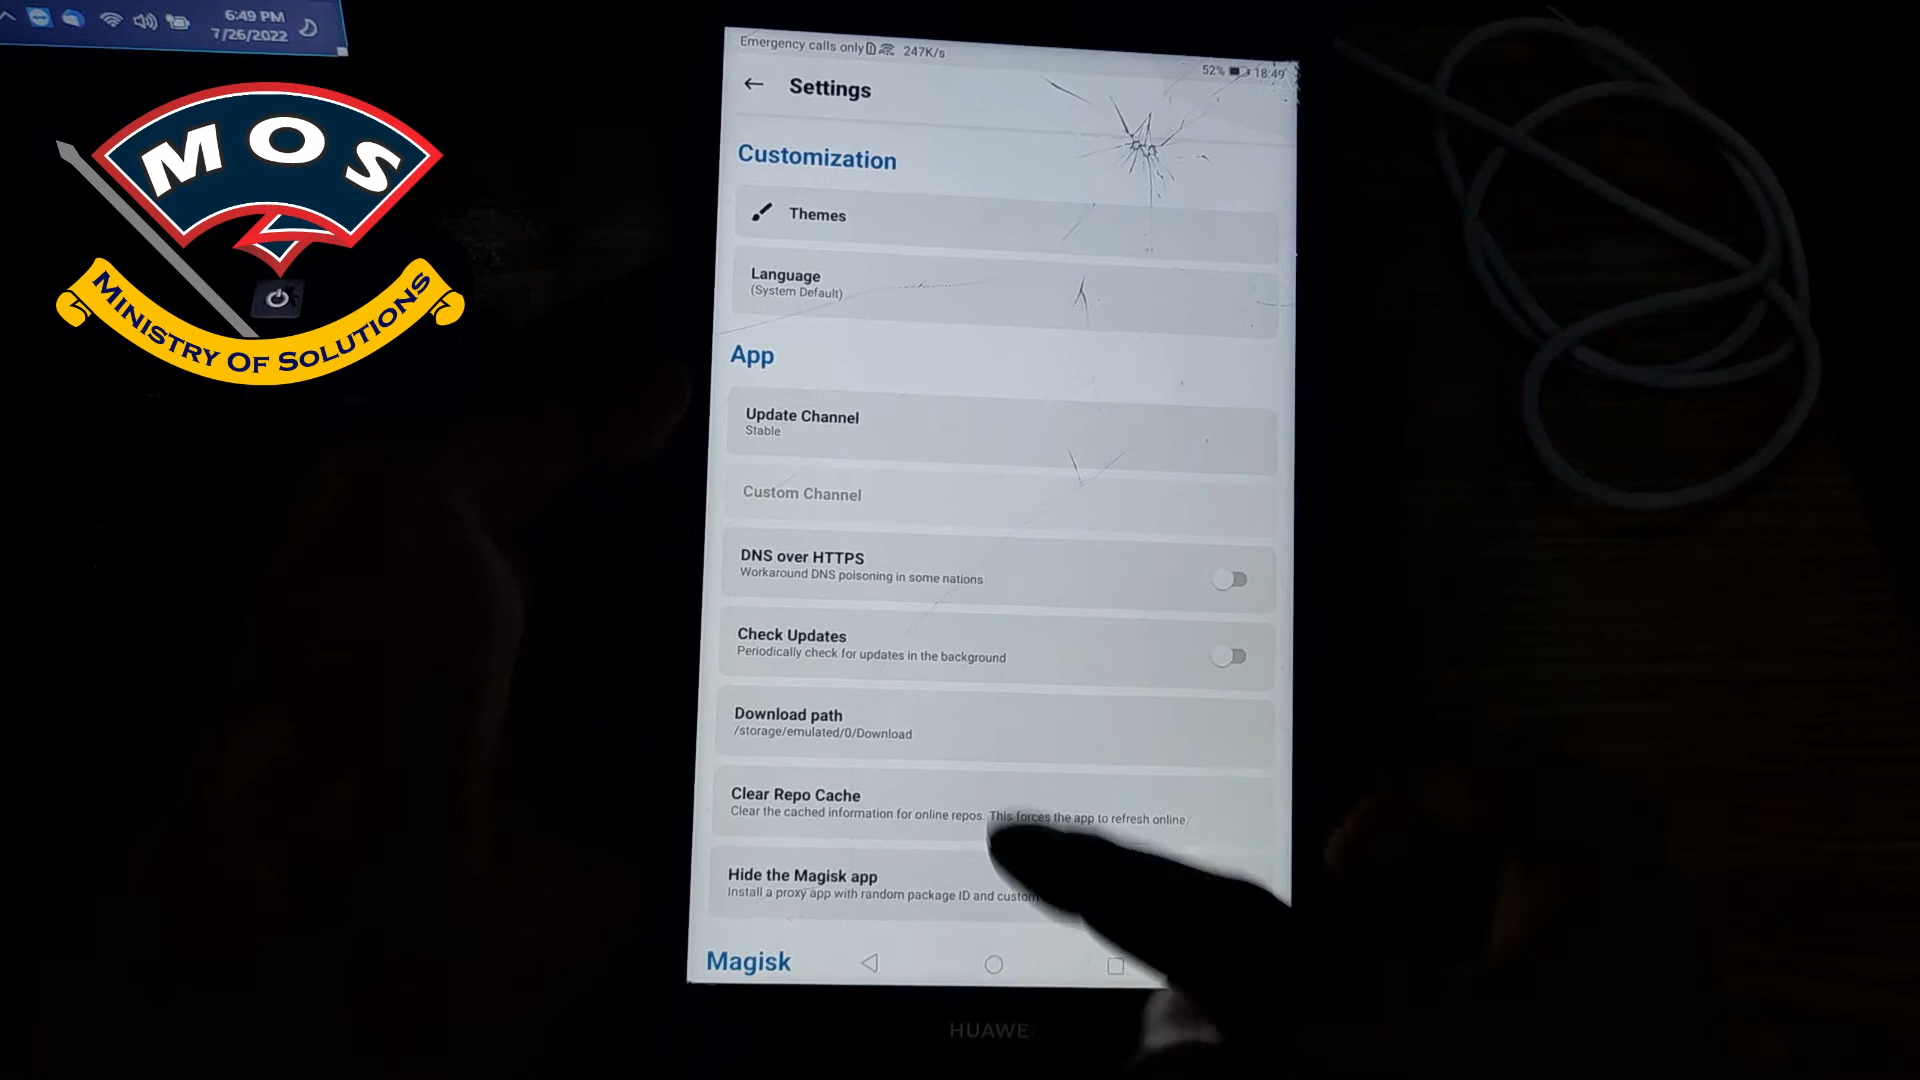 6:49 PM
7/26/2022
MOS
MINISTRY OF SOLUTIONS
Emergency calls only 247K/s
52% 18:49
Settings
Customization
Themes
Language
(System Default)
App
Update Channel
Stable
Custom Channel
DNS over HTTPS
Workaround DNS poisoning in some nations
Check Updates
Periodically check for updates in the background
Download path
/storage/emulated/0/Download
Clear Repo Cache
Clear the cached information for online repos. This forces the app to refresh online
Hide the Magisk app
Install a proxy app with random package ID and custom
Magisk
HUAWEI